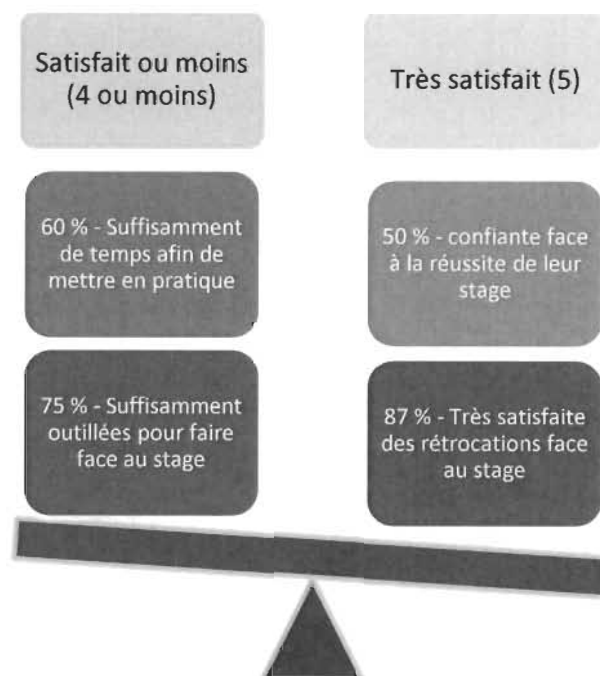 Satisfait ou moins
(4 ou moins)
Très satisfait (5)
60 % - Suffisamment
de temps afin de
mettre en pratique
50 % - confiante face
à la réussite de leur
stage
75 % - Suffisamment
outillées pour faire
face au stage
87 % - Très satisfaite
des rétrocations face
au stage